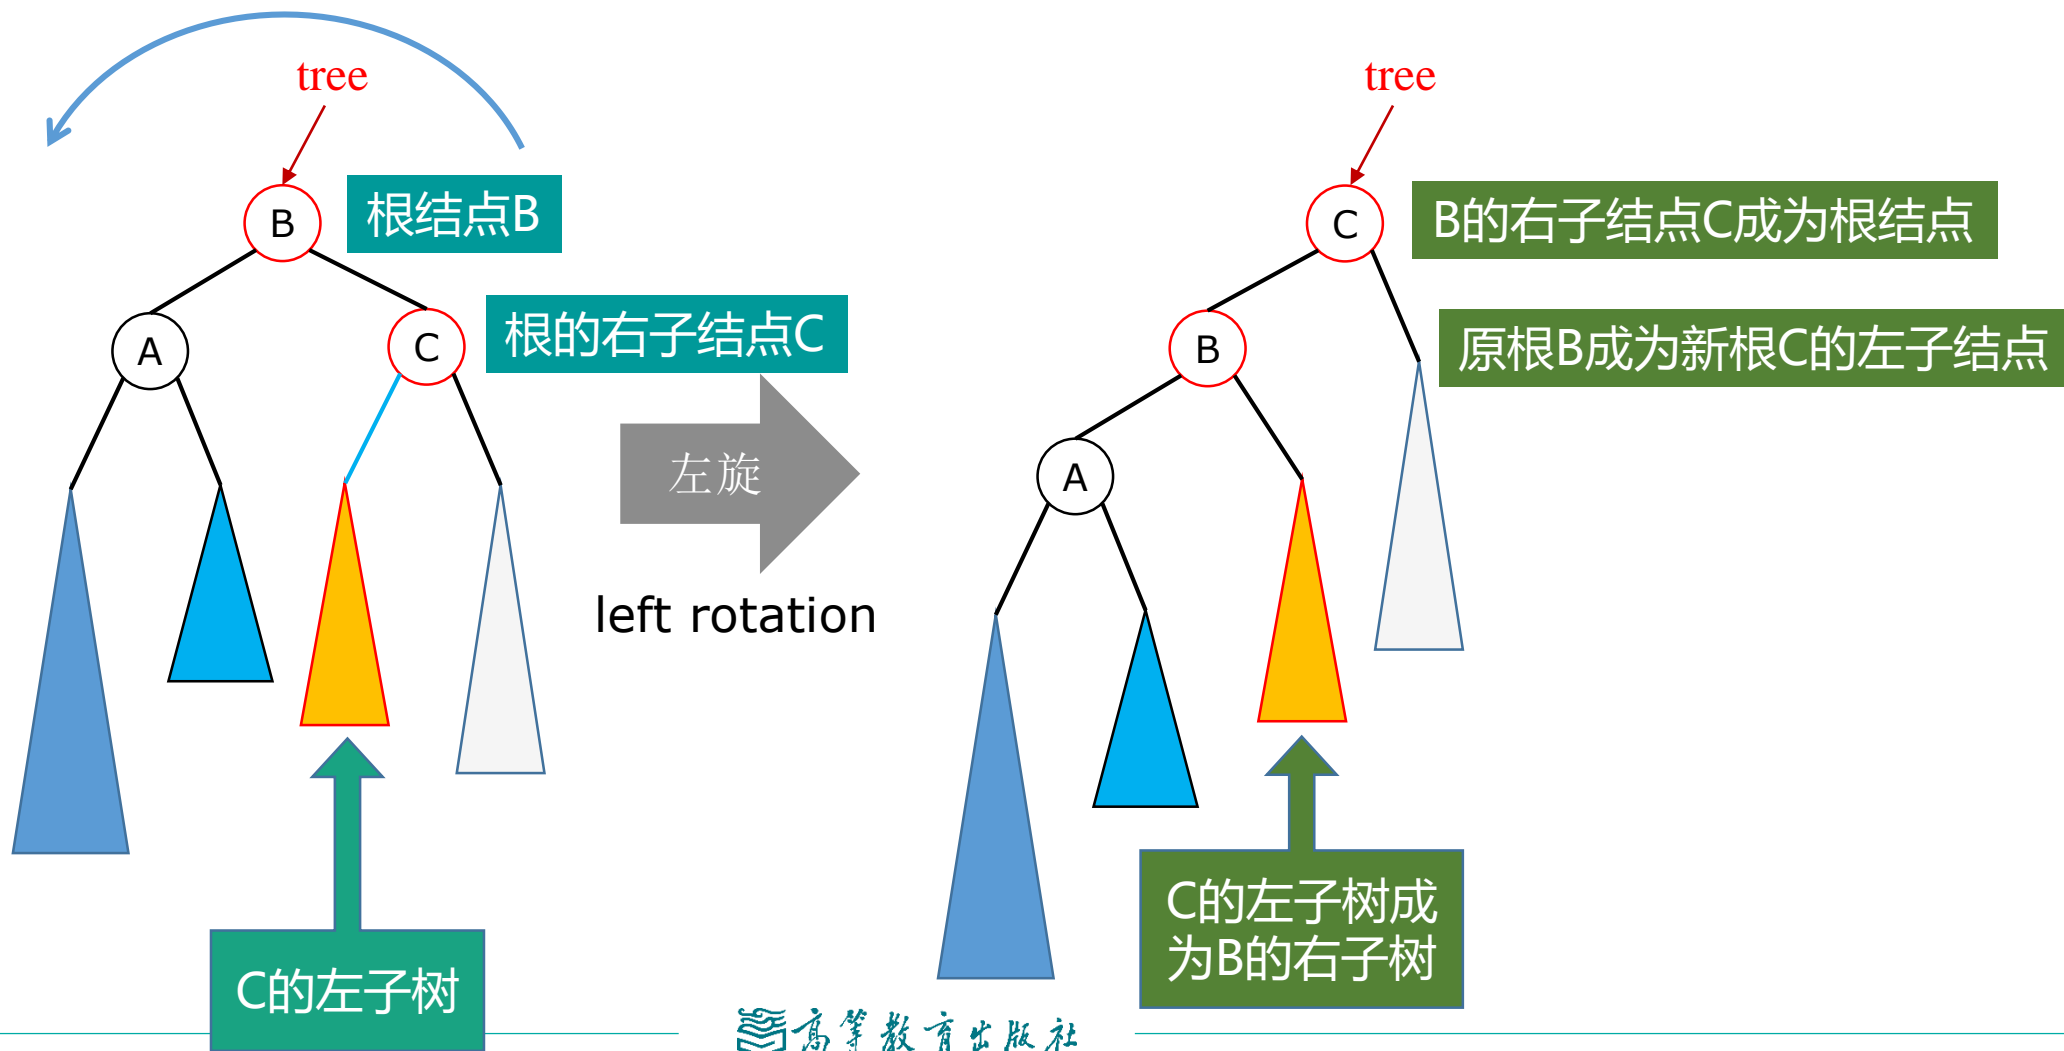 tree
B
根结点B
A
C
根的右子结点C
左旋
left rotation
C的左子树
tree
C
B的右子结点C成为根结点
B
原根B成为新根C的左子结点
A
C的左子树成
为B的右子树
高等教育出版社